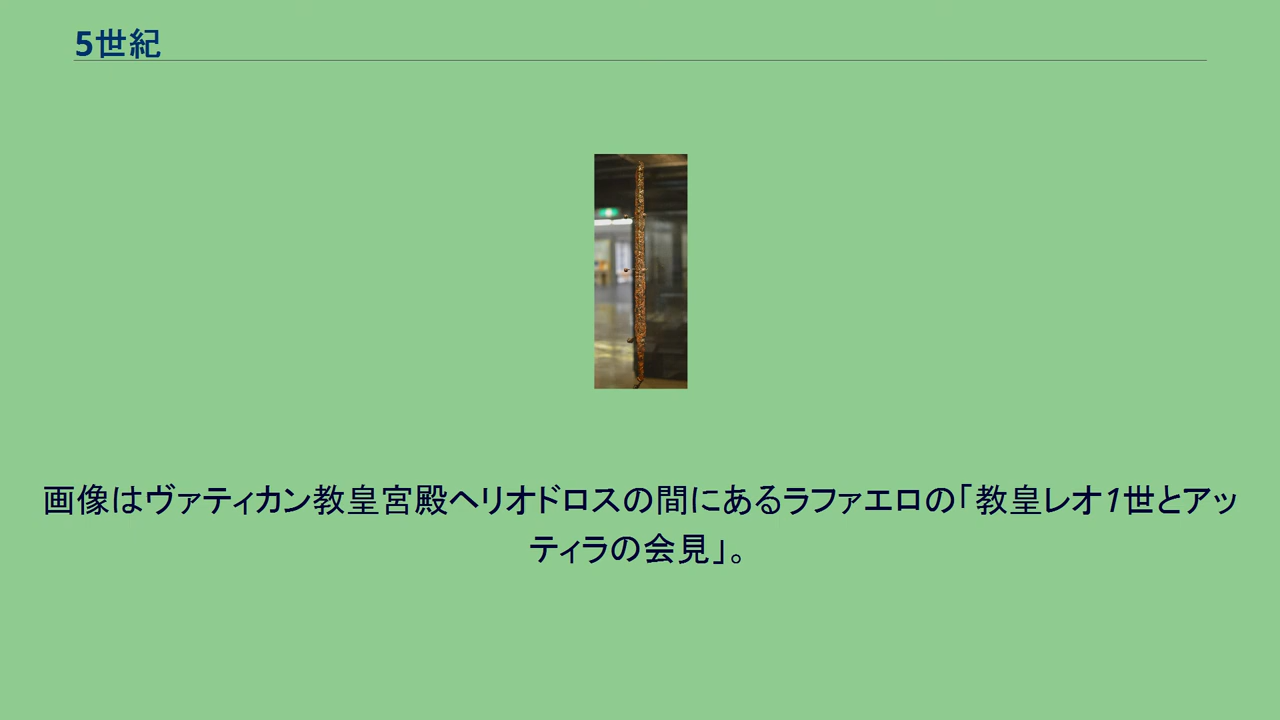 5世紀
画像はヴァティカン教皇宮殿ヘリオドロスの間にあるラファエロの「教皇レオ1世とアッ
ティラの会見」。